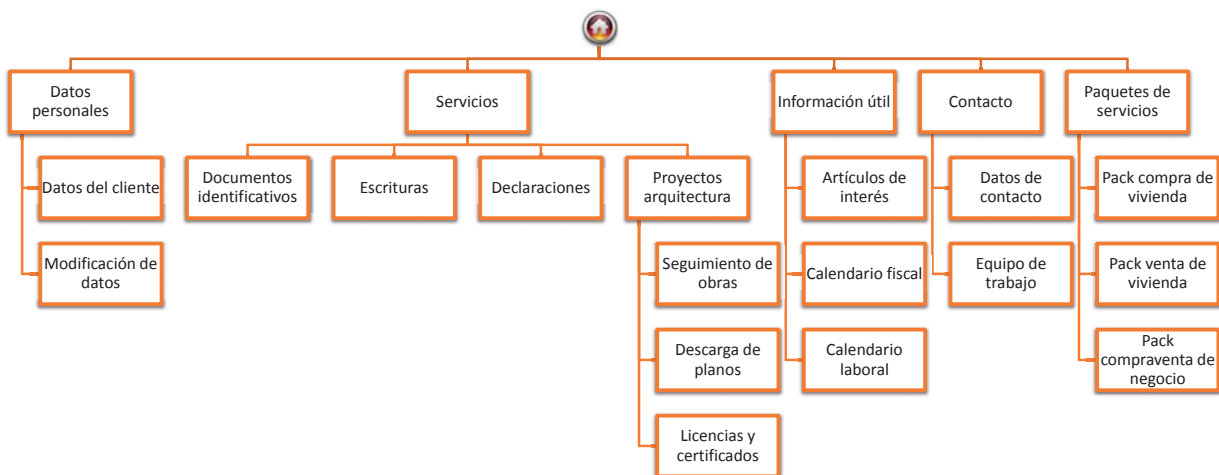 Datos
personales
Servicios
Información útil
Contacto
Paquetes de
servicios
Datos del cliente
Documentos
identificativos
Escrituras
Declaraciones
Proyectos
arquitectura
Artículos de
interés
Datos de
contacto
Pack compra de
vivienda
Modificación de
datos
Seguimiento de
obras
Calendario fiscal
Equipo de
trabajo
Pack venta de
vivienda
Descarga de
planos
Calendario
laboral
Pack
compraventa de
negocio
Licencias y
certificados